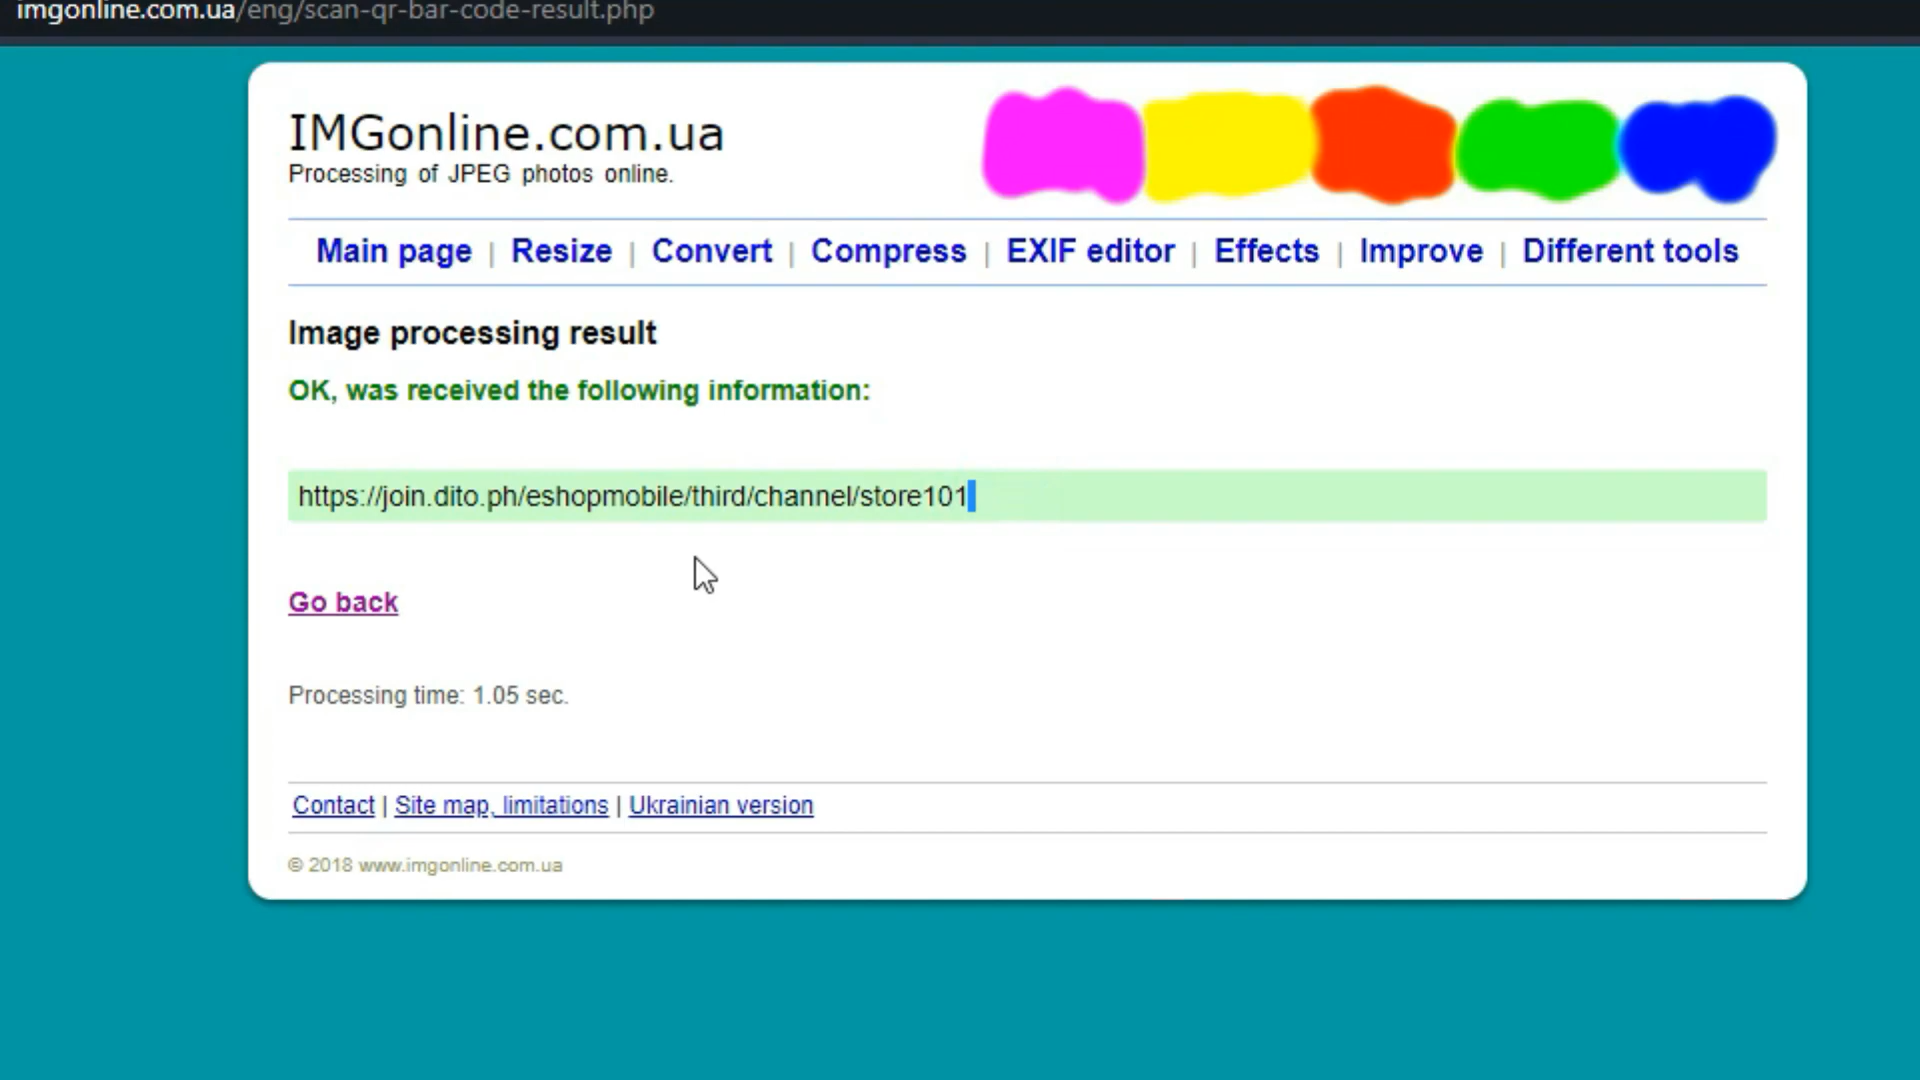 imgonline.com.ua/eng/scan-qr-bar-code-result.php
IMGonline.com.ua
Processing of JPEG photos online.
Main page | Resize | Convert | Compress | EXIF editor | Effects | Improve | Different tools
Image processing result
OK, was received the following information:
https://join.dito.ph/eshopmobile/third/channel/store101
Go back
Processing time: 1.05 sec.
Contact | Site map, limitations | Ukrainian version
© 2018 www.imgonline.com.ua